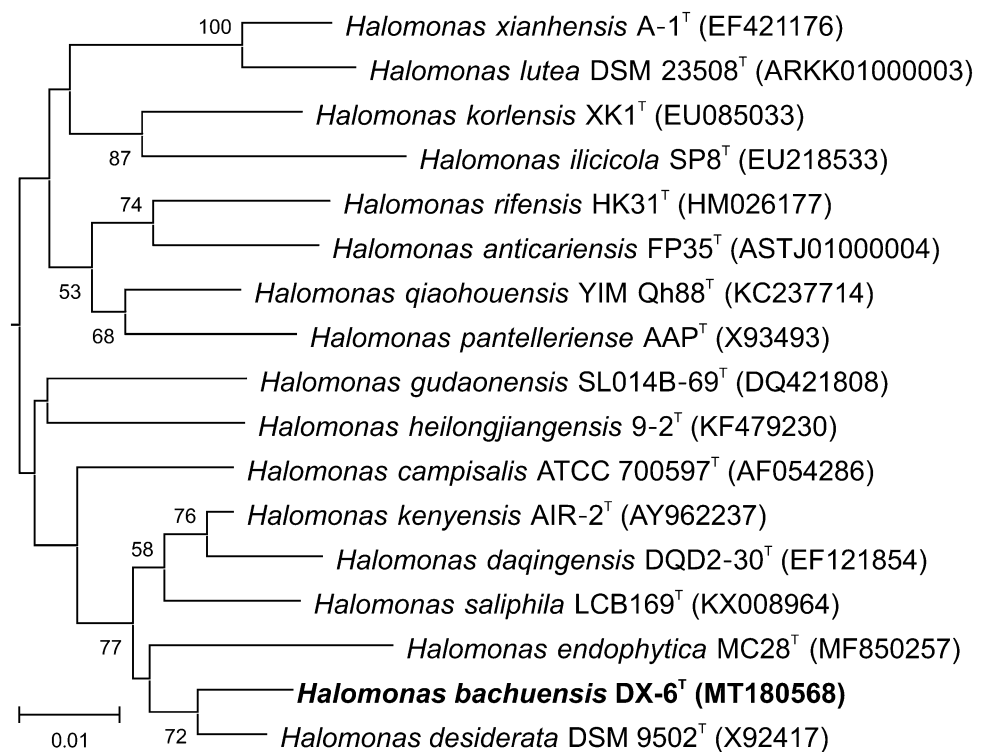 100 Halomonas xianhensis A-1ᵀ (EF421176)
Halomonas lutea DSM 23508ᵀ (ARKK01000003)
Halomonas korlensis XK1ᵀ (EU085033)
87 Halomonas ilicicola SP8ᵀ (EU218533)
74 Halomonas rifensis HK31ᵀ (HM026177)
Halomonas anticariensis FP35ᵀ (ASTJ01000004)
53 Halomonas qiaohouensis YIM Qh88ᵀ (KC237714)
68 Halomonas pantelleriense AAPᵀ (X93493)
Halomonas gudaonensis SL014B-69ᵀ (DQ421808)
Halomonas heilongjiangensis 9-2ᵀ (KF479230)
Halomonas campisalis ATCC 700597ᵀ (AF054286)
76 Halomonas kenyensis AIR-2ᵀ (AY962237)
58 Halomonas daqingensis DQD2-30ᵀ (EF121854)
Halomonas saliphila LCB169ᵀ (KX008964)
77 Halomonas endophytica MC28ᵀ (MF850257)
Halomonas bachuensis DX-6ᵀ (MT180568)
0.01 72 Halomonas desiderata DSM 9502ᵀ (X92417)